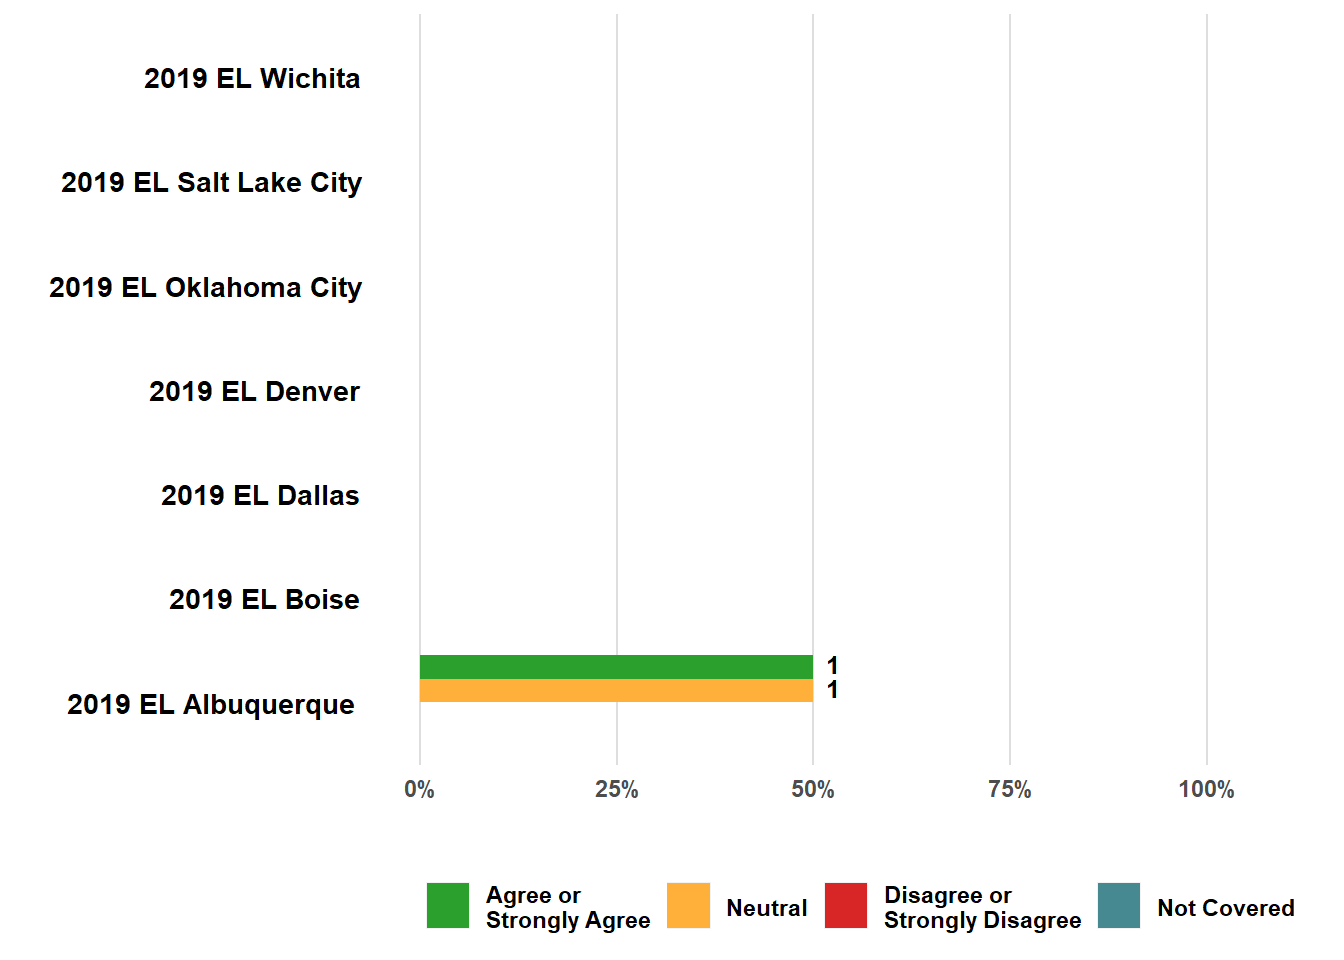 2019 EL Wichita
2019 EL Salt Lake City
2019 EL Oklahoma City
2019 EL Denver
2019 EL Dallas
2019 EL Boise
1
1
2019 EL Albuquerque
0% 25% 50% 75% 100%
Agree or
Strongly Agree
Neutral
Disagree or
Strongly Disagree
Not Covered